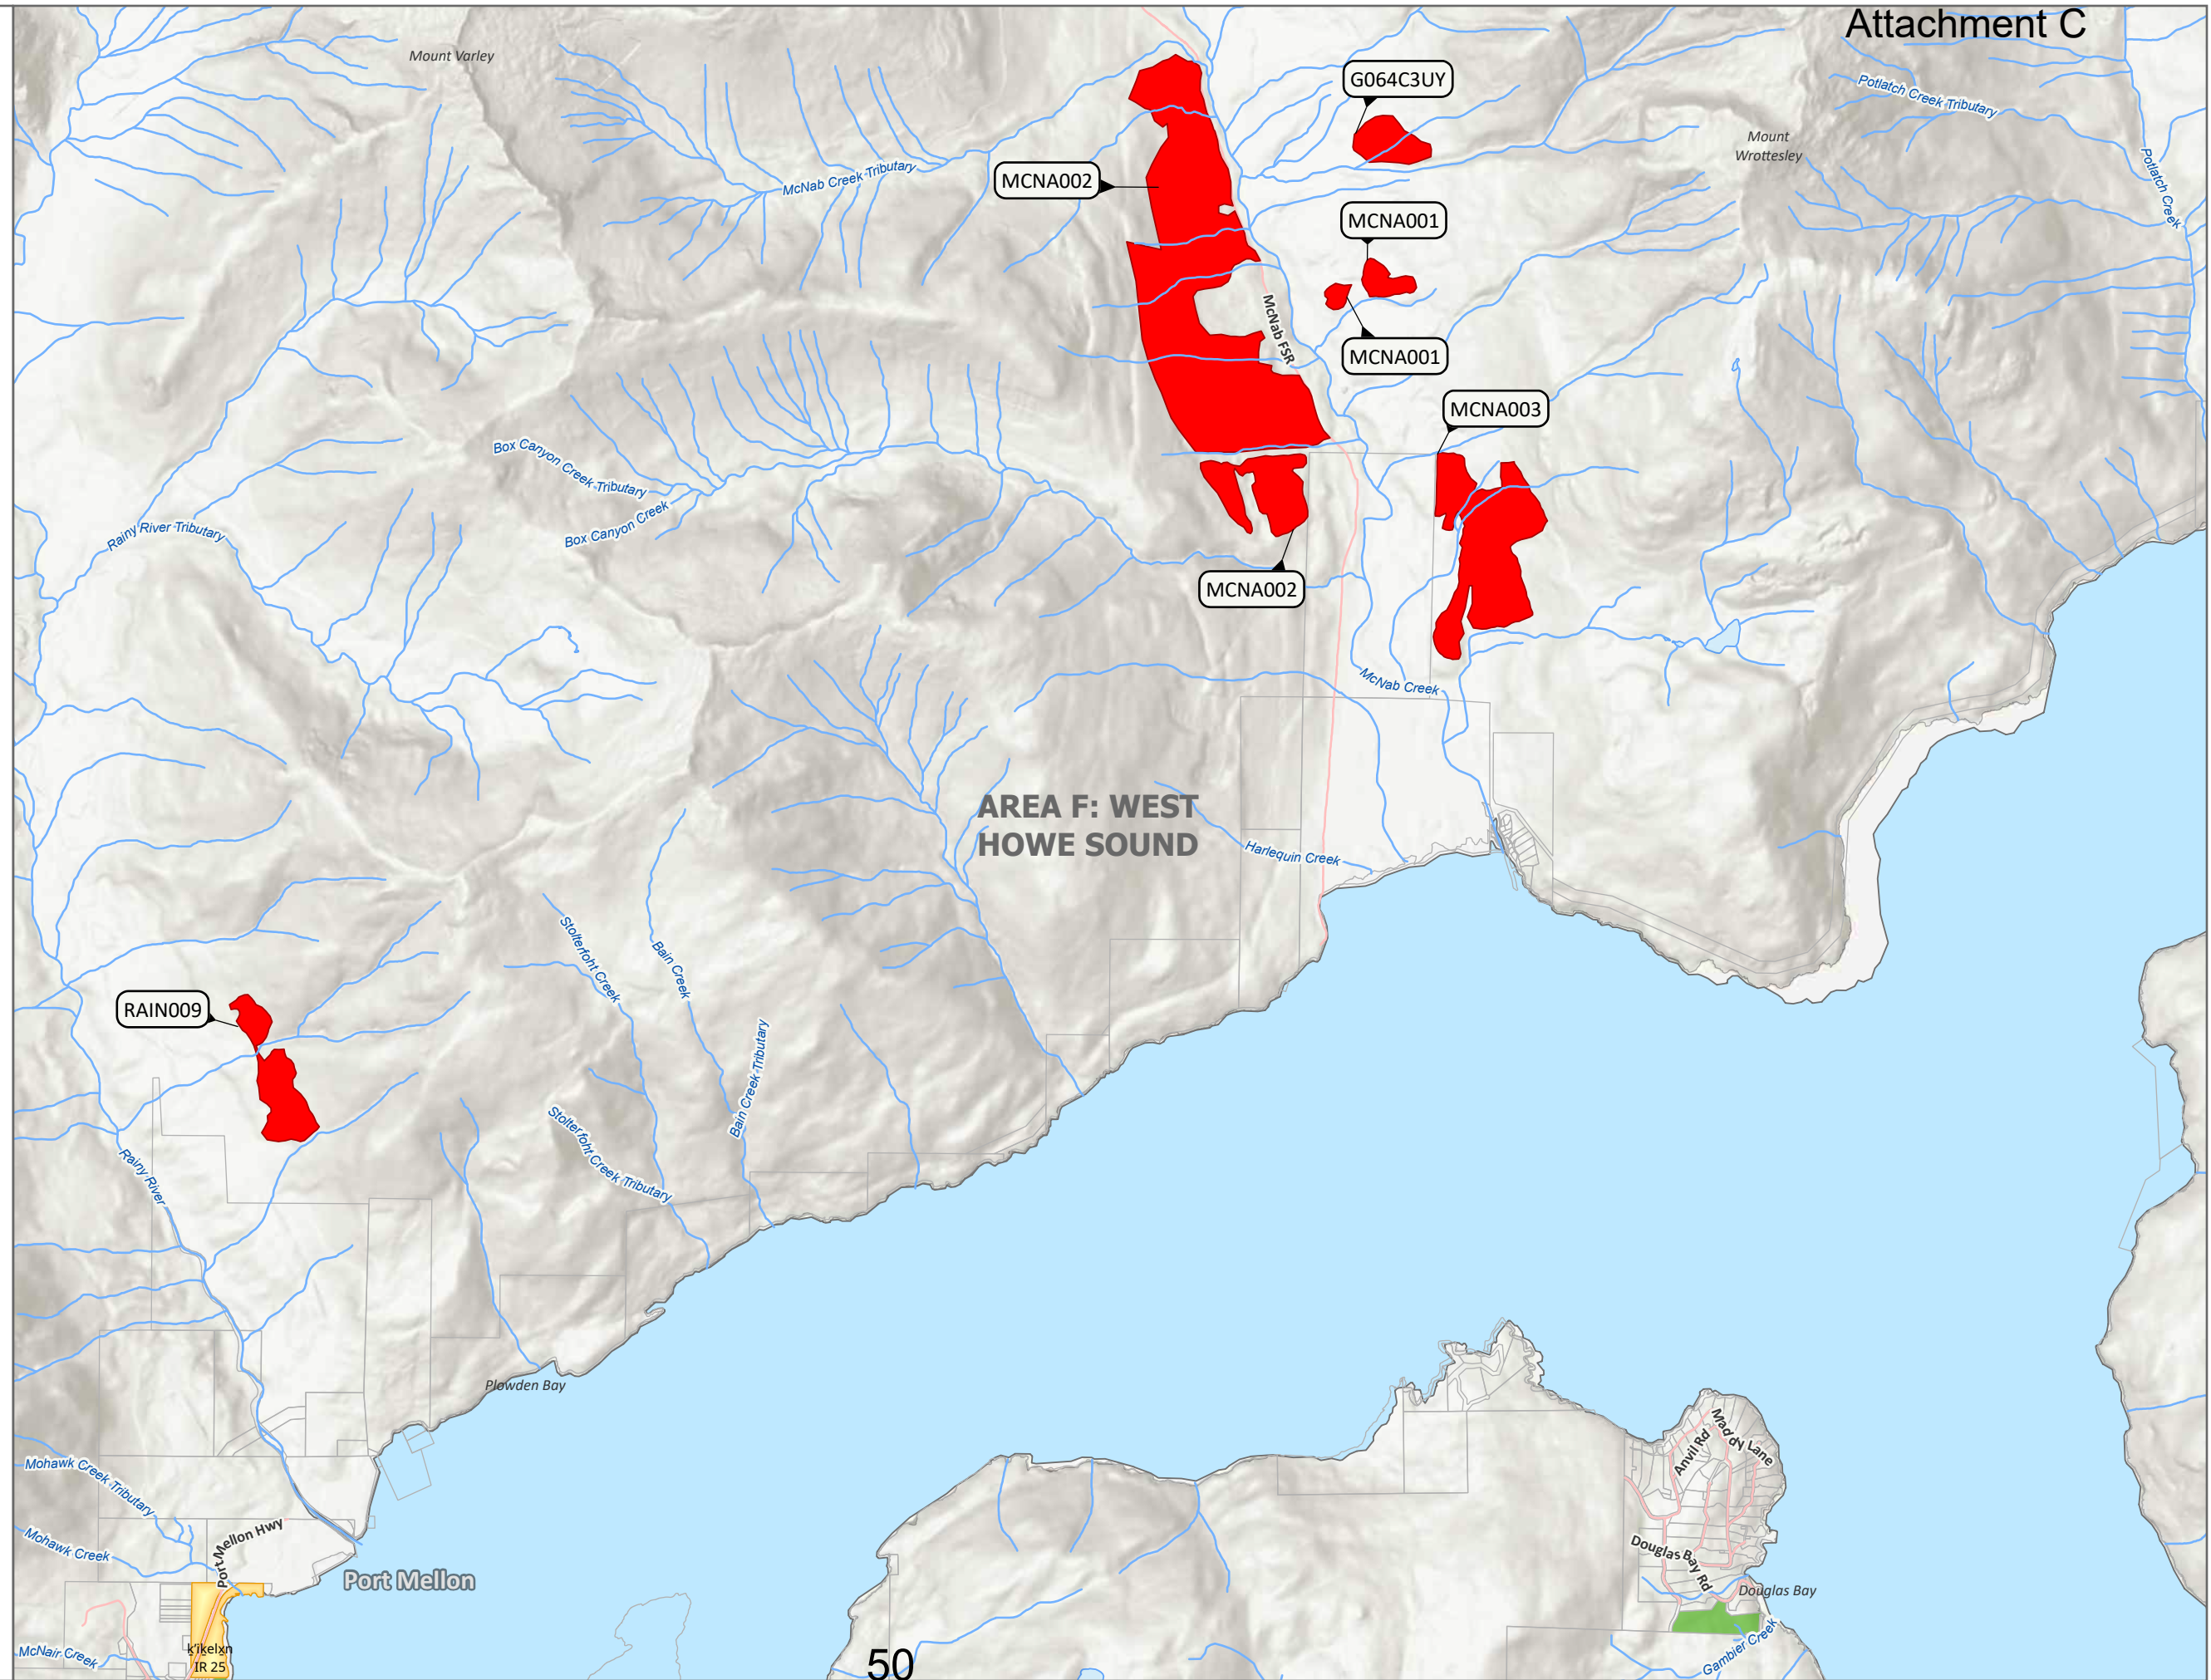 Attachment C
Mount Varley
G064C3UY
Potlatch Creek Tributary
Mount
Wrottesley
Potlatch Creek
McNab Creek Tributary
MCNA002
MCNA001
McNab FSR
MCNA001
MCNA003
Box Canyon Creek Tributary
Box Canyon Creek
Rainy River Tributary
MCNA002
McNab Creek
AREA F: WEST
HOWE SOUND
Harlequin Creek
Stolterfoht Creek
Bain Creek
RAIN009
Bain Creek Tributary
Stolterfoht Creek Tributary
Rainy River
Plowden Bay
Maddy Lane
Anvil Rd
Mohawk Creek Tributary
Mohawk Creek
Port Mellon Hwy
Port Mellon
Douglas Bay Rd
Douglas Bay
Gambier Creek
McNair Creek
k'ikelxn
IR 25
50